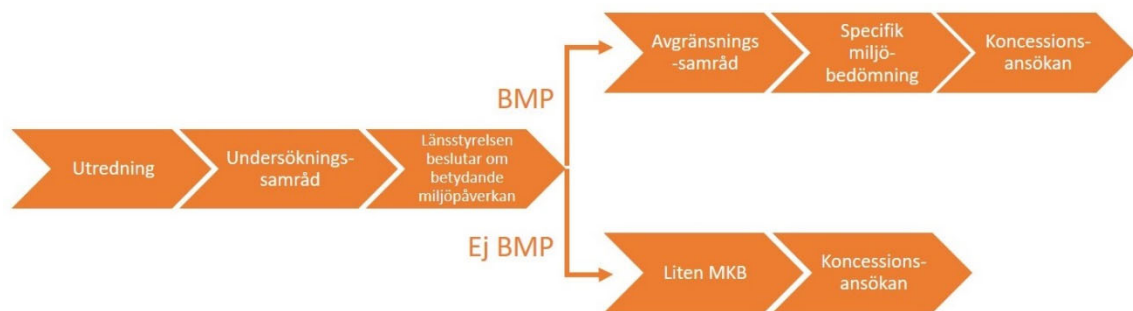 Utredning
Undersöknings-
samråd
Länsstyrelsen
beslutar om
betydande
miljöpåverkan
BMP
Avgränsnings
-samråd
Specifik
miljö-
bedömning
Koncessions-
ansökan
Ej BMP
Liten MKB
Koncessions-
ansökan